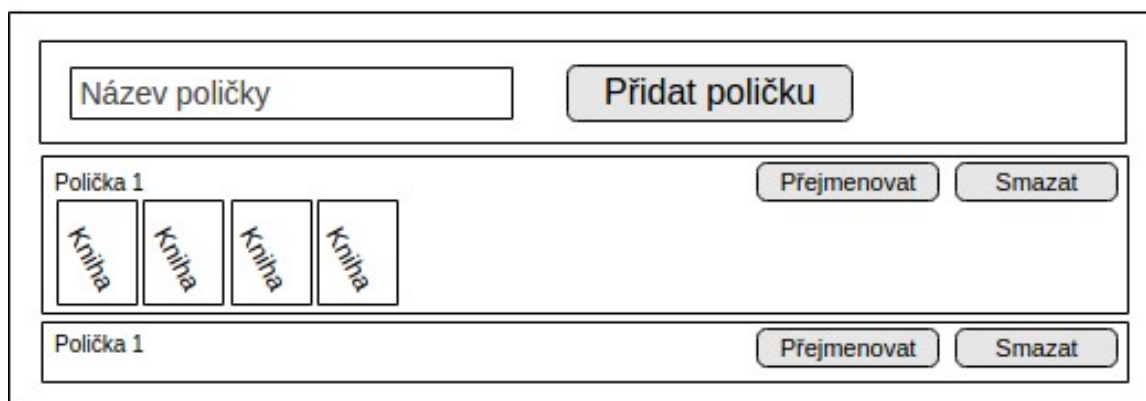 Název poličky
Přidat poličku
Polička 1
Přejmenovat
Smazat
Kniha
Kniha
Kniha
Kniha
Polička 1
Přejmenovat
Smazat